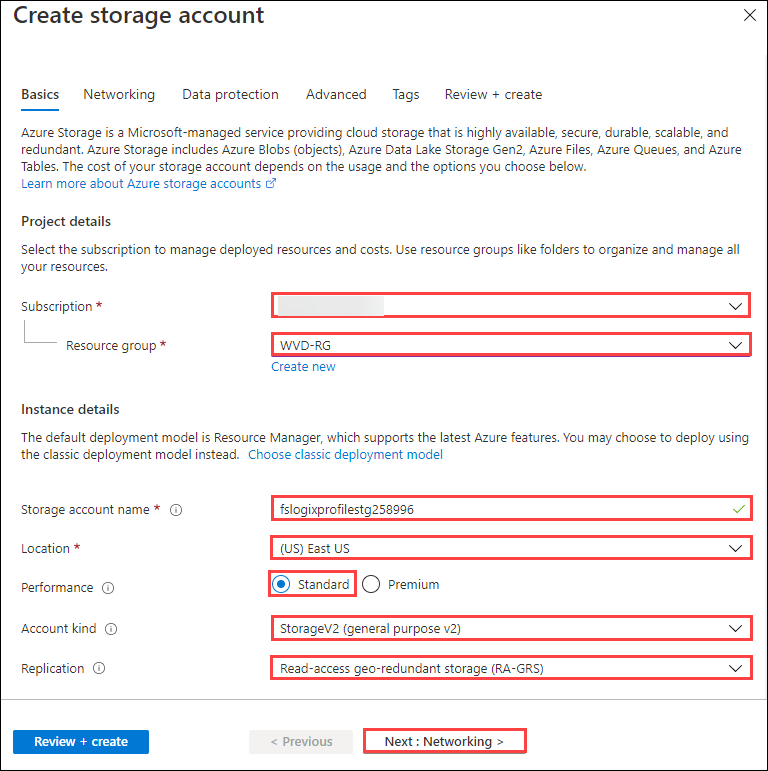 Create storage account
Basics Networking Data protection Advanced Tags Review + create
Azure Storage is a Microsoft-managed service providing cloud storage that is highly available, secure, durable, scalable, and
redundant. Azure Storage includes Azure Blobs (objects), Azure Data Lake Storage Gen2, Azure Files, Azure Queues, and Azure
Tables. The cost of your storage account depends on the usage and the options you choose below.
Learn more about Azure storage accounts
Project details
Select the subscription to manage deployed resources and costs. Use resource groups like folders to organize and manage all
your resources.
Subscription *
Resource group * WVD-RG
Create new
Instance details
The default deployment model is Resource Manager, which supports the latest Azure features. You may choose to deploy using
the classic deployment model instead. Choose classic deployment model
Storage account name * fslogixprofilestg258996
Location * (US) East US
Performance Standard Premium
Account kind StorageV2 (general purpose v2)
Replication Read-access geo-redundant storage (RA-GRS)
Review + create < Previous Next : Networking >